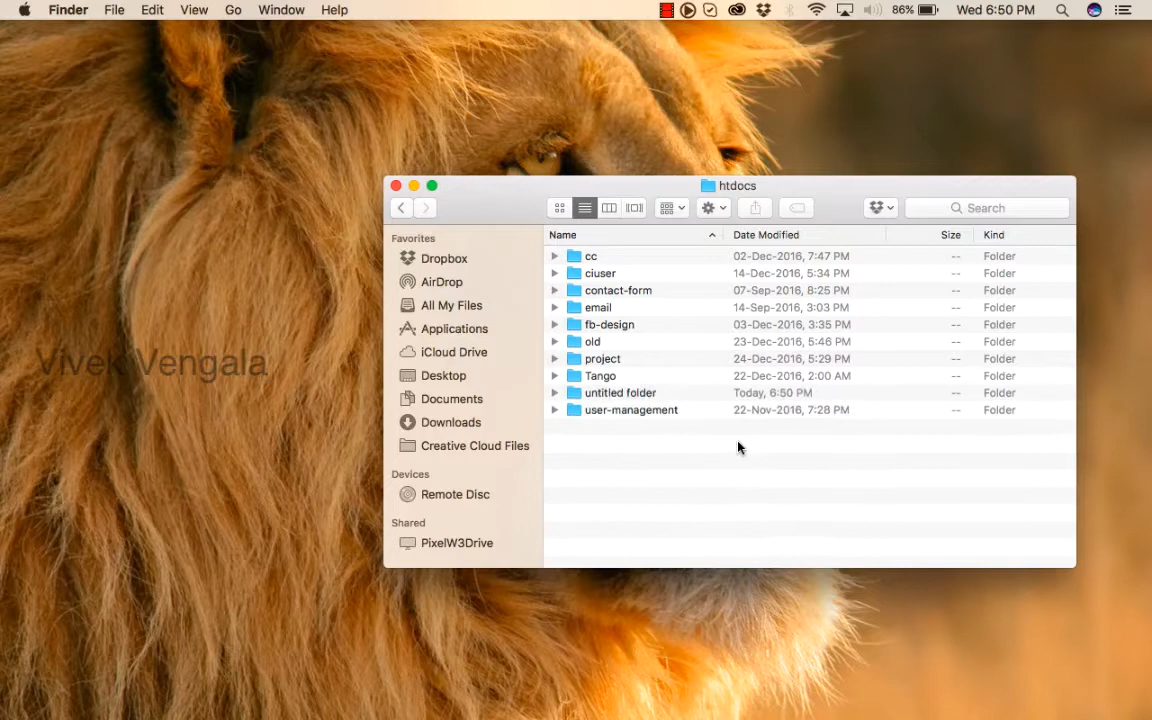 Finder File Edit View Go Window Help 86% Wed 6:50 PM
htdocs
Search
Favorites
Dropbox
AirDrop
All My Files
Applications
iCloud Drive
Desktop
Documents
Downloads
Creative Cloud Files
Devices
Remote Disc
Shared
PixelW3Drive
Name Date Modified Size Kind
cc 02-Dec-2016, 7:47 PM -- Folder
ciuser 14-Dec-2016, 5:34 PM -- Folder
contact-form 07-Sep-2016, 8:25 PM -- Folder
email 14-Sep-2016, 3:03 PM -- Folder
fb-design 03-Dec-2016, 3:35 PM -- Folder
old 23-Dec-2016, 5:46 PM -- Folder
project 24-Dec-2016, 5:29 PM -- Folder
Tango 22-Dec-2016, 2:00 AM -- Folder
untitled folder Today, 6:50 PM -- Folder
user-management 22-Nov-2016, 7:28 PM -- Folder
Vivek Vengala